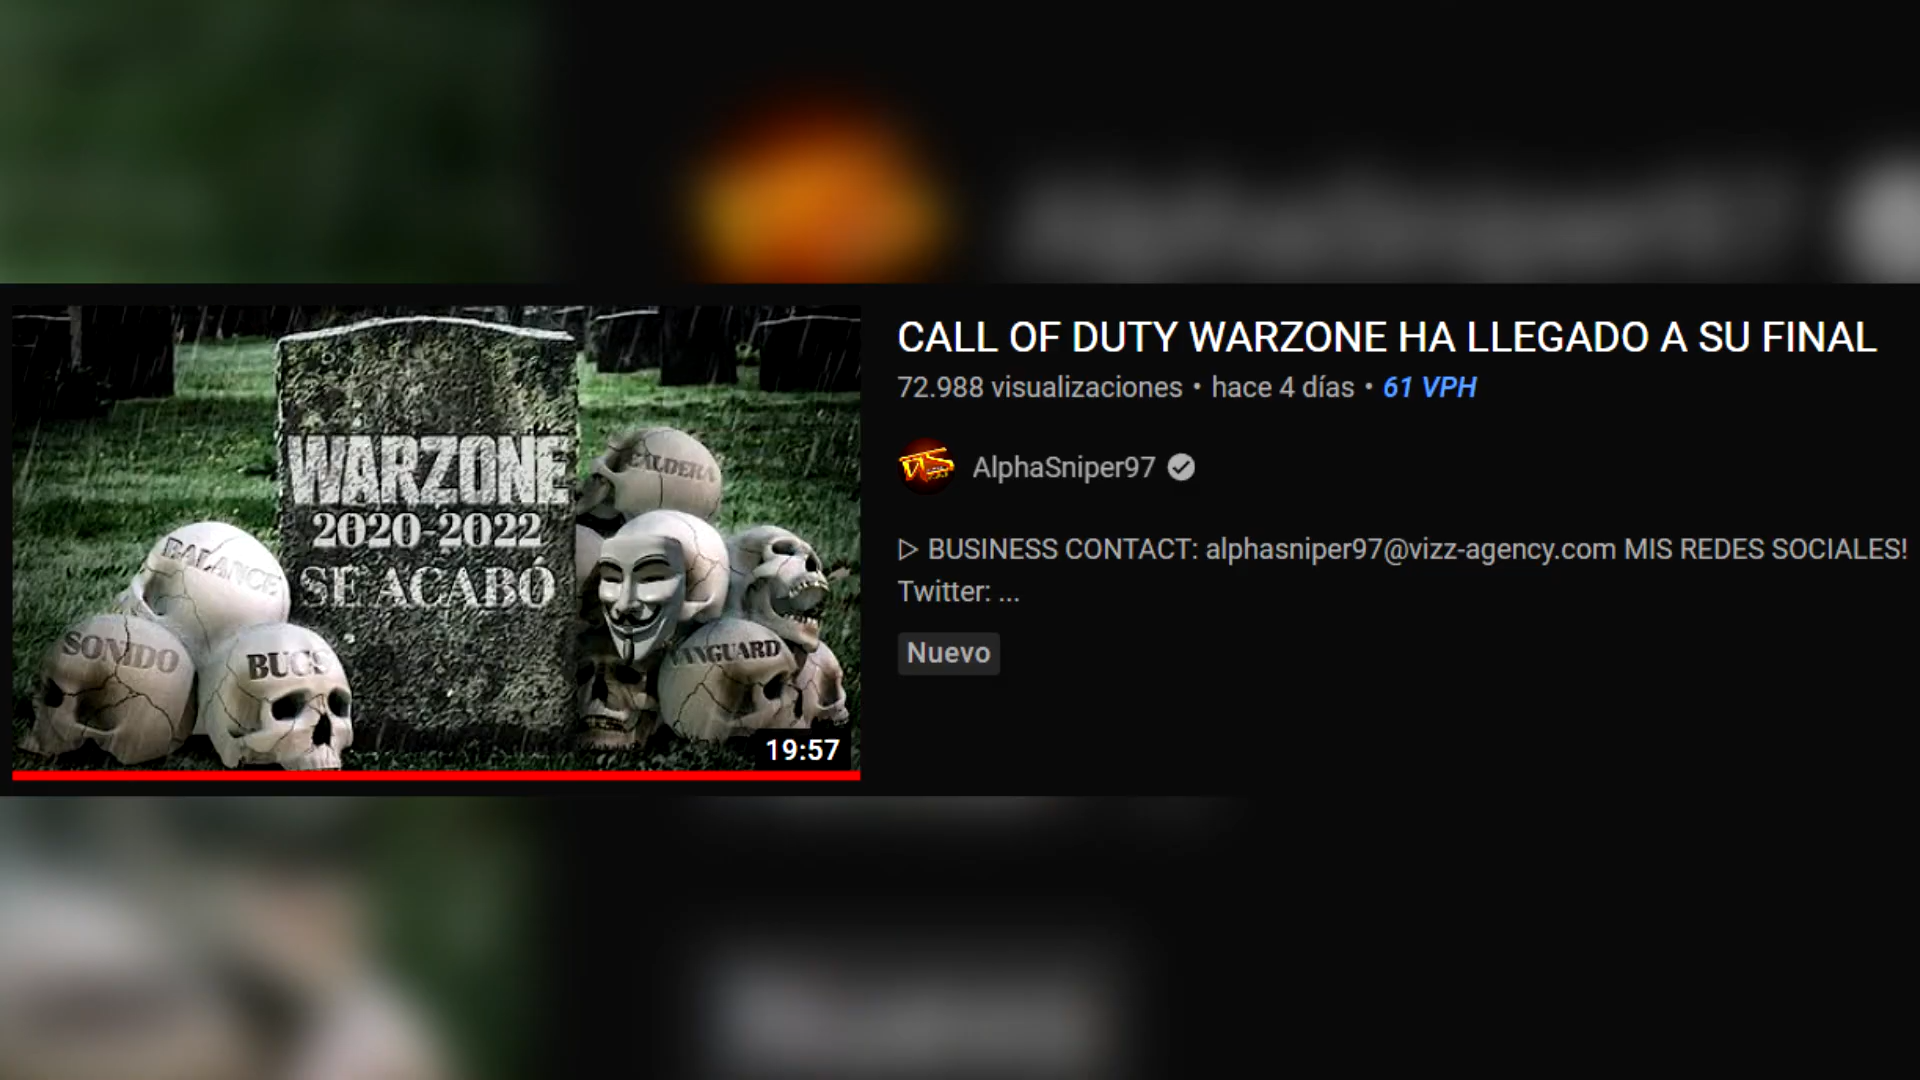 CALL OF DUTY WARZONE HA LLEGADO A SU FINAL
72.988 visualizaciones • hace 4 días • 61 VPH
AlphaSniper97
▷ BUSINESS CONTACT: alphasniper97@vizz-agency.com MIS REDES SOCIALES!
Twitter: ...
Nuevo
WARZONE
2020-2022
SE ACABÓ
CALDERA
BALANCE
SONIDO
BUGS
VANGUARD
19:57